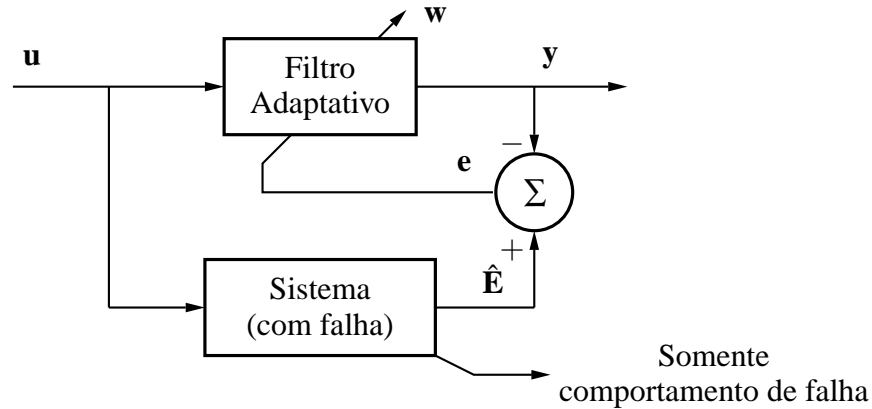 w
u
Filtro
Adaptativo
y
−
e
Σ
+
Ê
Sistema
(com falha)
Somente
comportamento de falha